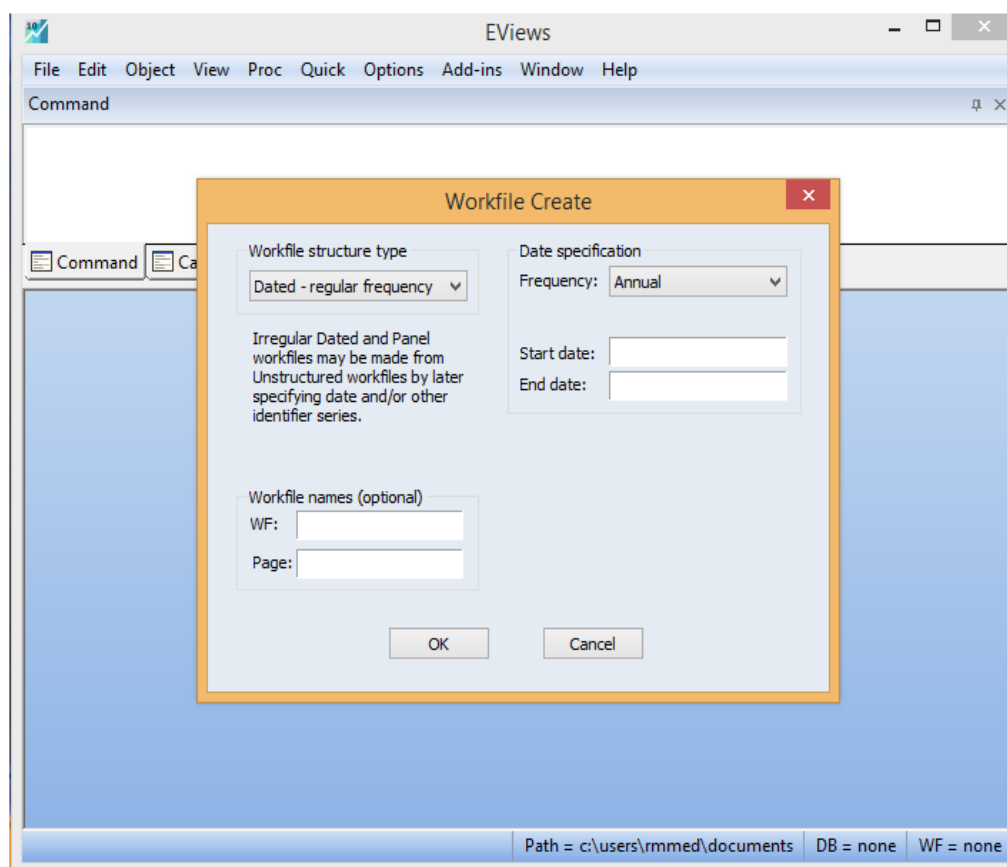 10
EViews
File Edit Object View Proc Quick Options Add-ins Window Help
Command
Workfile Create
Command
Ca
Workfile structure type
Dated - regular frequency
Irregular Dated and Panel
workfiles may be made from
Unstructured workfiles by later
specifying date and/or other
identifier series.
Date specification
Frequency: Annual
Start date:
End date:
Workfile names (optional)
WF:
Page:
OK
Cancel
Path = c:\users\rmmed\documents
DB = none
WF = none